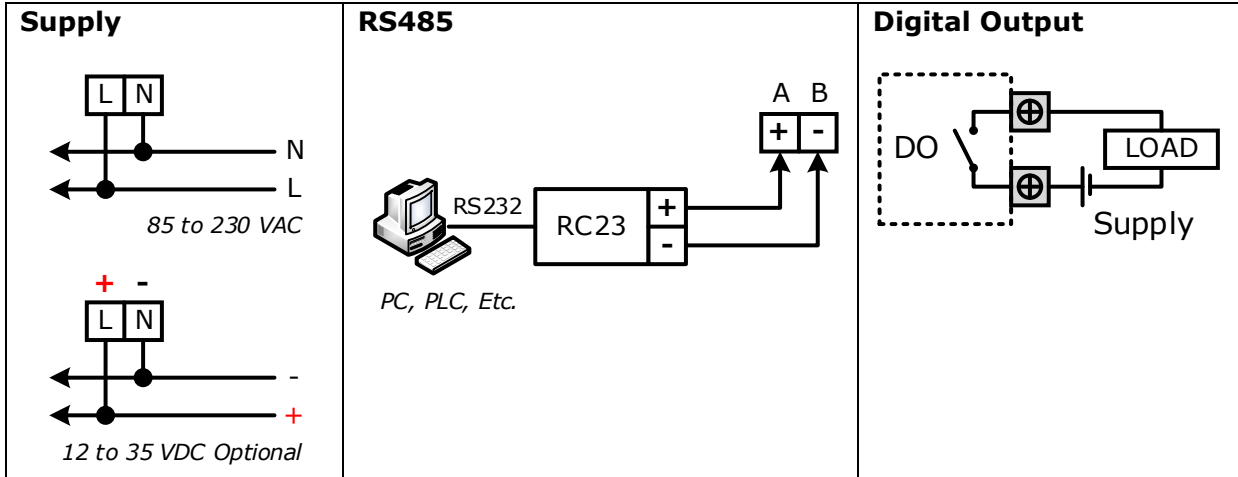 Supply
L N
N
L
85 to 230 VAC
+ -
L N
-
+
12 to 35 VDC Optional
RS485
A B
+ -
RS232
RC23
+
-
PC, PLC, Etc.
Digital Output
DO
LOAD
Supply